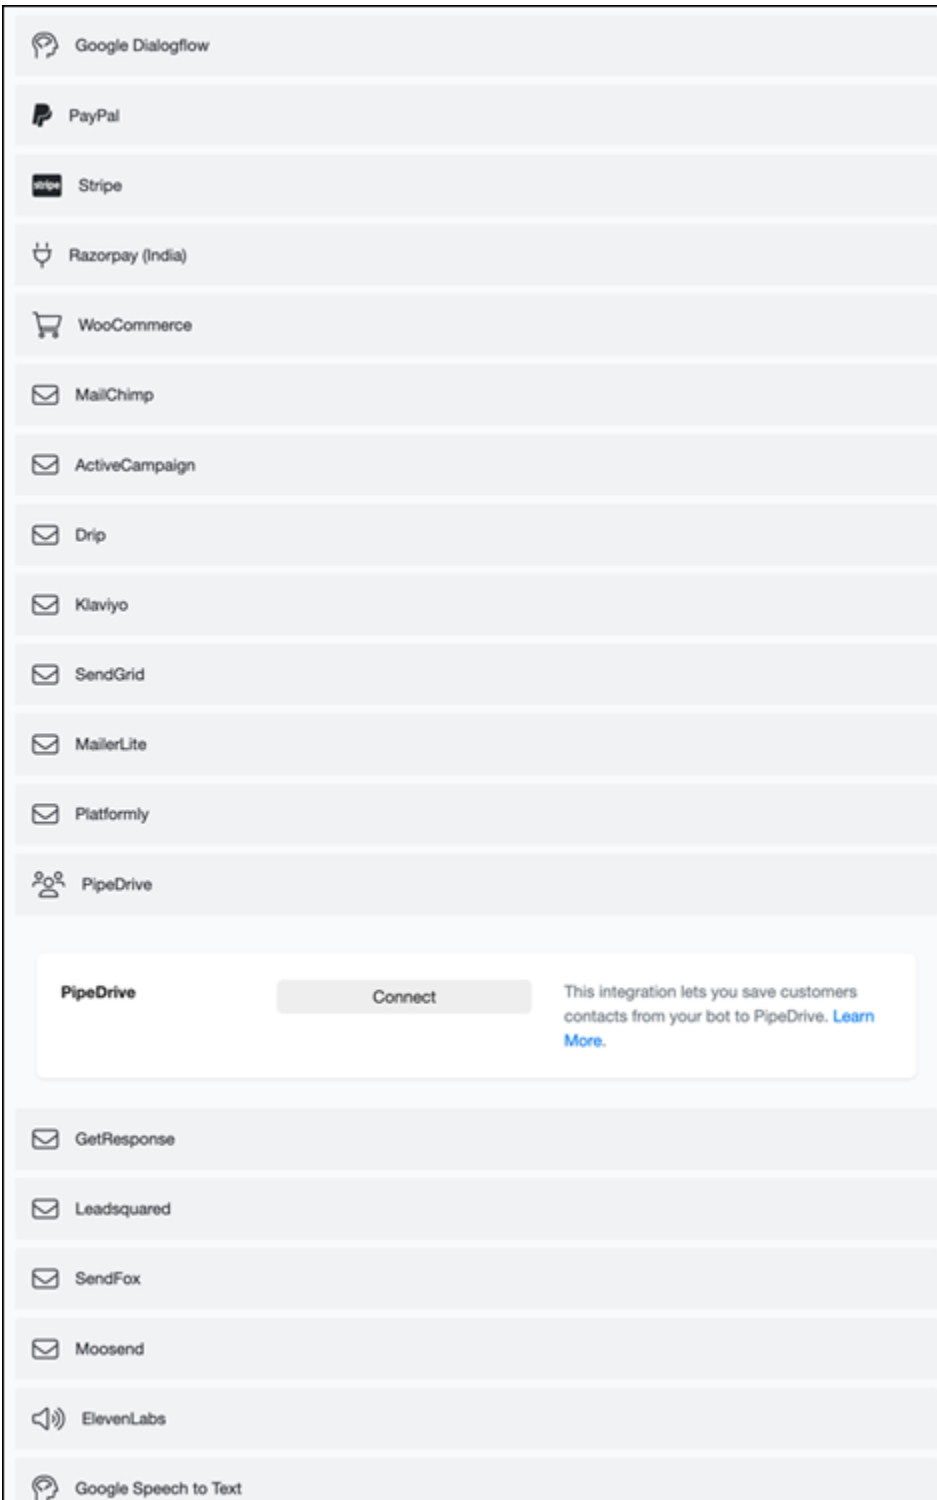 Google Dialogflow
PayPal
stripe Stripe
Razorpay (India)
WooCommerce
MailChimp
ActiveCampaign
Drip
Klaviyo
SendGrid
MailerLite
Platformly
PipeDrive
PipeDrive
Connect
This integration lets you save customers
contacts from your bot to PipeDrive. Learn
More.
GetResponse
Leadsquared
SendFox
Moosend
ElevenLabs
Google Speech to Text